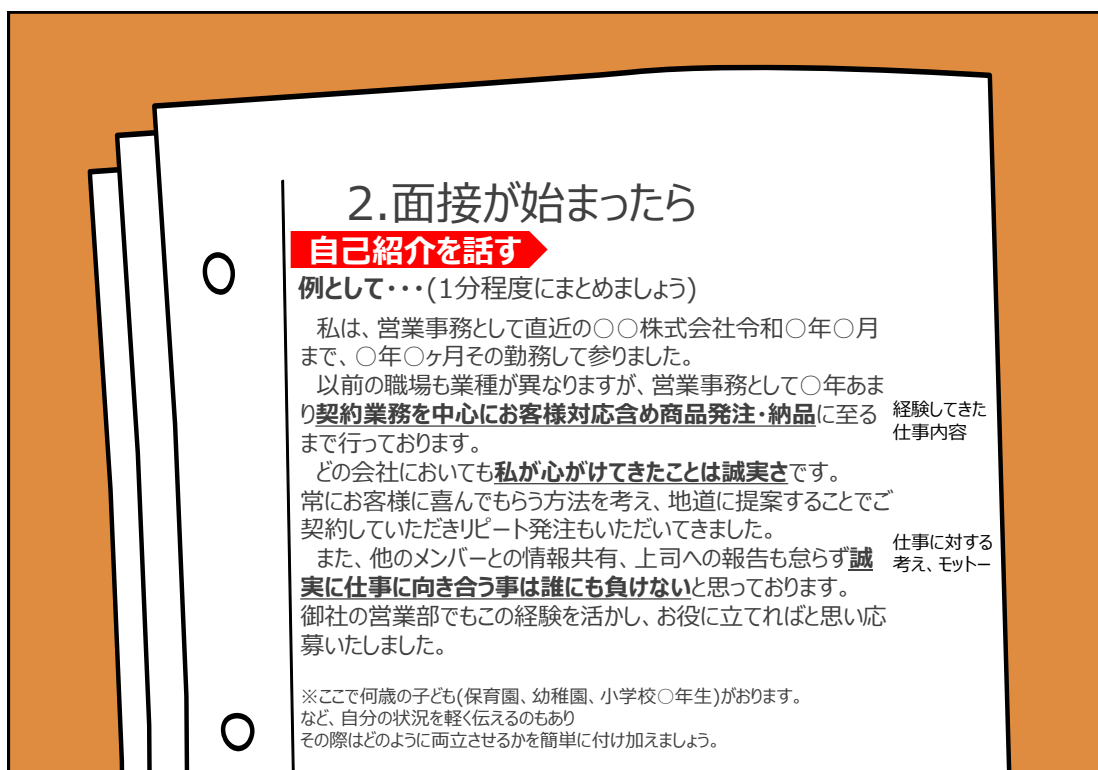 2.面接が始まったら
自己紹介を話す
例として・・・(1分程度にまとめましょう)
私は、営業事務として直近の○○株式会社令和○年○月
まで、○年○ヶ月その勤務して参りました。
以前の職場も業種が異なりますが、営業事務として○年あま
り契約業務を中心にお客様対応含め商品発注・納品に至る
まで行っております。
経験してきた
仕事内容
どの会社においても私が心がけてきたことは誠実さです。
常にお客様に喜んでもらう方法を考え、地道に提案することでご
契約していただきリピート発注もいただいてきました。
また、他のメンバーとの情報共有、上司への報告も怠らず誠
実に仕事に向き合う事は誰にも負けないと思っております。
仕事に対する
考え、モットー
御社の営業部でもこの経験を活かし、お役に立てればと思い応
募いたしました。
※ここで何歳の子ども(保育園、幼稚園、小学校○年生)がおります。
など、自分の状況を軽く伝えるのもあり
その際はどのように両立させるかを簡単に付け加えましょう。